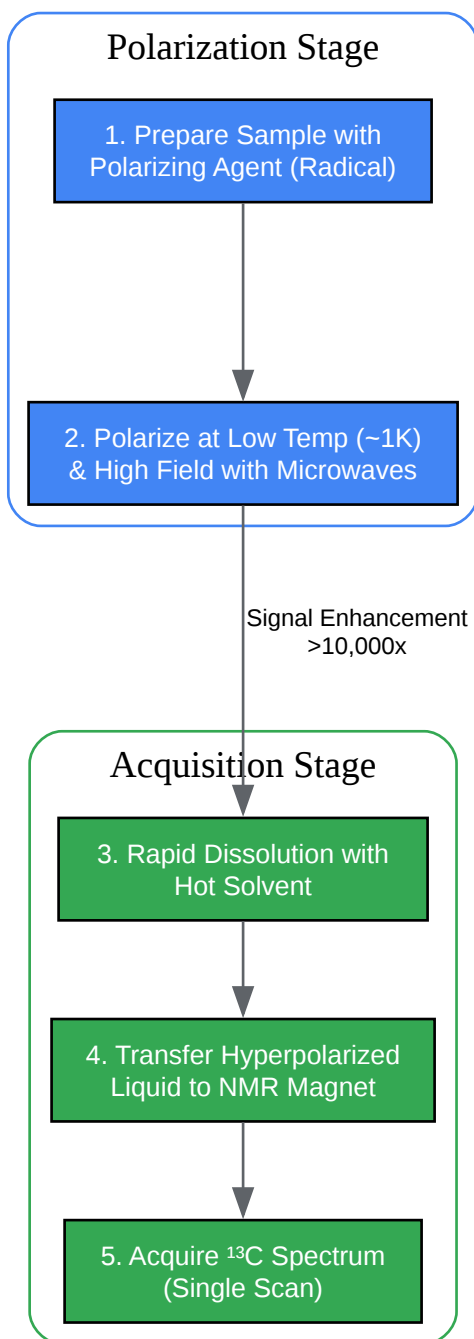 Polarization Stage
1. Prepare Sample with
Polarizing Agent (Radical)
2. Polarize at Low Temp (~1K)
& High Field with Microwaves
Signal Enhancement
>10,000x
Acquisition Stage
3. Rapid Dissolution with
Hot Solvent
4. Transfer Hyperpolarized
Liquid to NMR Magnet
5. Acquire ¹³C Spectrum
(Single Scan)